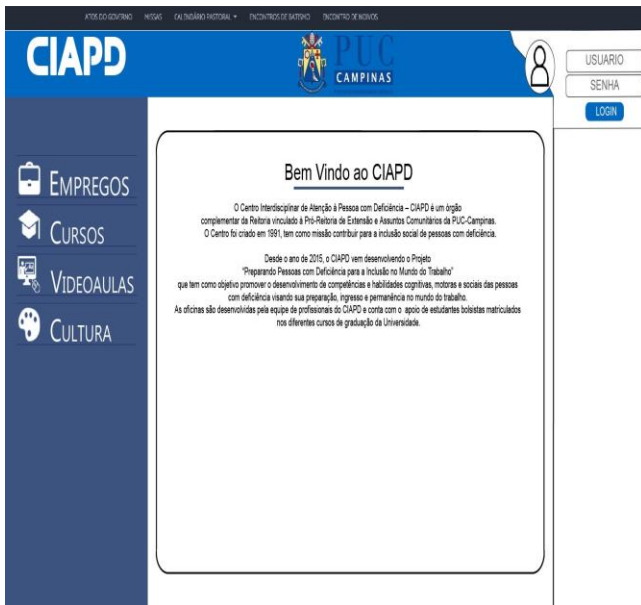 ATOS DO GOVERNO MISSAS CALENDÁRIO PASTORAL ENCONTROS DE BATISMO ENCONTRO DE NOIVOS
CIAPD
PUC
CAMPINAS
USUARIO
SENHA
LOGIN
EMPREGOS
CURSOS
VIDEOAULAS
CULTURA
Bem Vindo ao CIAPD
O Centro Interdisciplinar de Atenção à Pessoa com Deficiência – CIAPD é um órgão
complementar da Reitoria vinculado à Pró-Reitoria de Extensão e Assuntos Comunitários da PUC-Campinas.
O Centro foi criado em 1991, tem como missão contribuir para a inclusão social de pessoas com deficiência.
Desde o ano de 2015, o CIAPD vem desenvolvendo o Projeto
"Preparando Pessoas com Deficiência para a Inclusão no Mundo do Trabalho"
que tem como objetivo promover o desenvolvimento de competências e habilidades cognitivas, motoras e sociais das pessoas
com deficiência visando sua preparação, ingresso e permanência no mundo do trabalho.
As oficinas são desenvolvidas pela equipe de profissionais do CIAPD e conta com o apoio de estudantes bolsistas matriculados
nos diferentes cursos de graduação da Universidade.